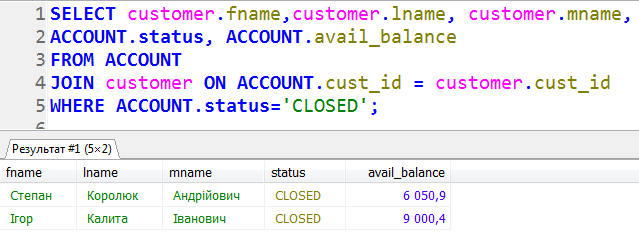 1 SELECT customer.fname,customer.lname, customer.mname,
2 ACCOUNT.status, ACCOUNT.avail_balance
3 FROM ACCOUNT
4 JOIN customer ON ACCOUNT.cust_id = customer.cust_id
5 WHERE ACCOUNT.status='CLOSED';
6
Результат #1 (5×2)
fname lname mname status avail_balance
Степан Королюк Андрійович CLOSED 6 050,9
Ігор Калита Іванович CLOSED 9 000,4